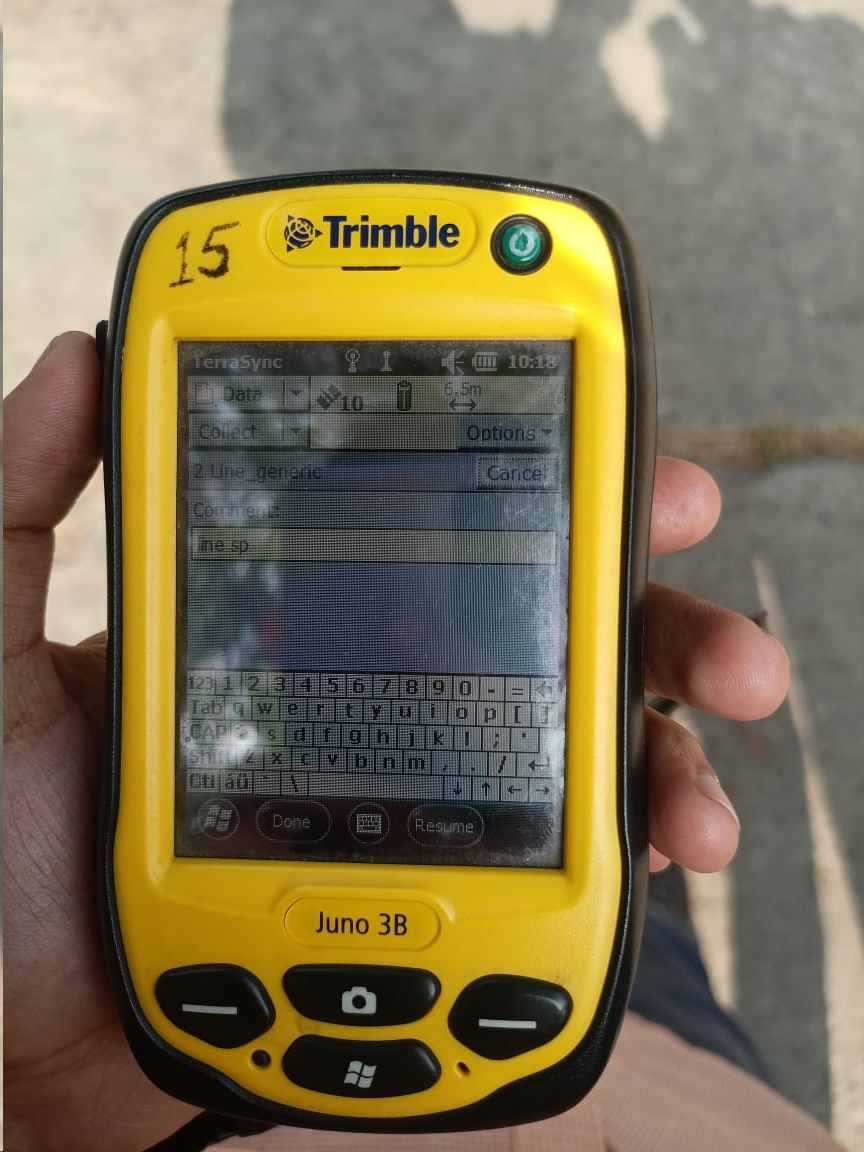 15
Trimble
TerraSync 10:18
Data 10 6.5m
Collect Options
2 Line_generic Cancel
Comment:
line sp
123 1 2 3 4 5 6 7 8 9 0 - =
Tab q w e r t y u i o p [ ]
CAP a s d f g h j k l ; '
Shift z x c v b n m , . /
Ctl áü ` \
Done Resume
Juno 3B